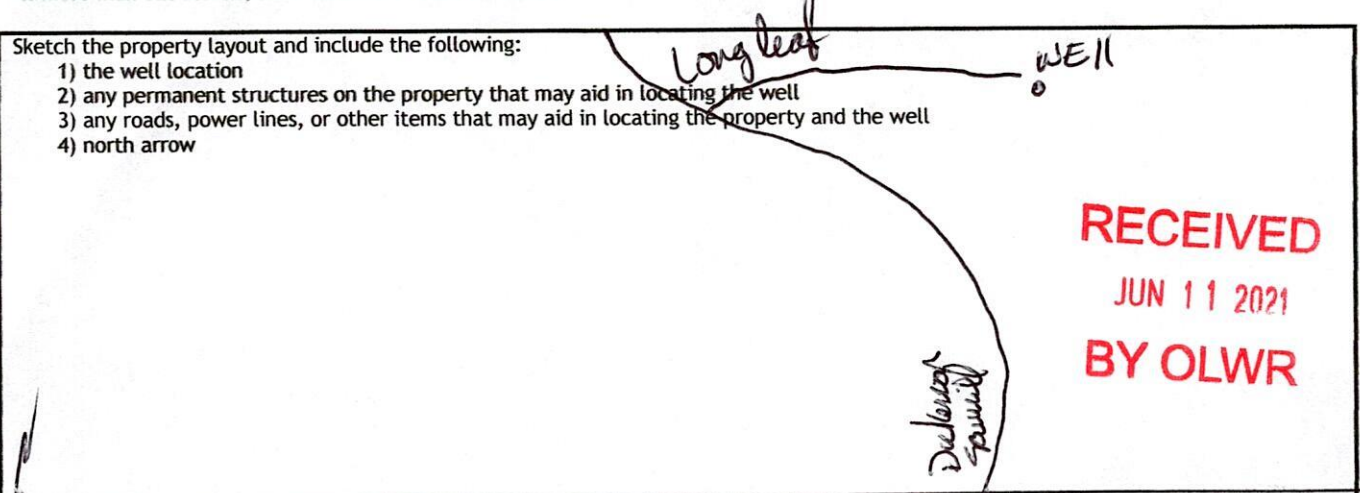 Sketch the property layout and include the following:
1) the well location
2) any permanent structures on the property that may aid in locating the well
3) any roads, power lines, or other items that may aid in locating the property and the well
4) north arrow
Long leaf
WEll
RECEIVED
JUN 11 2021
BY OLWR
Sawmill